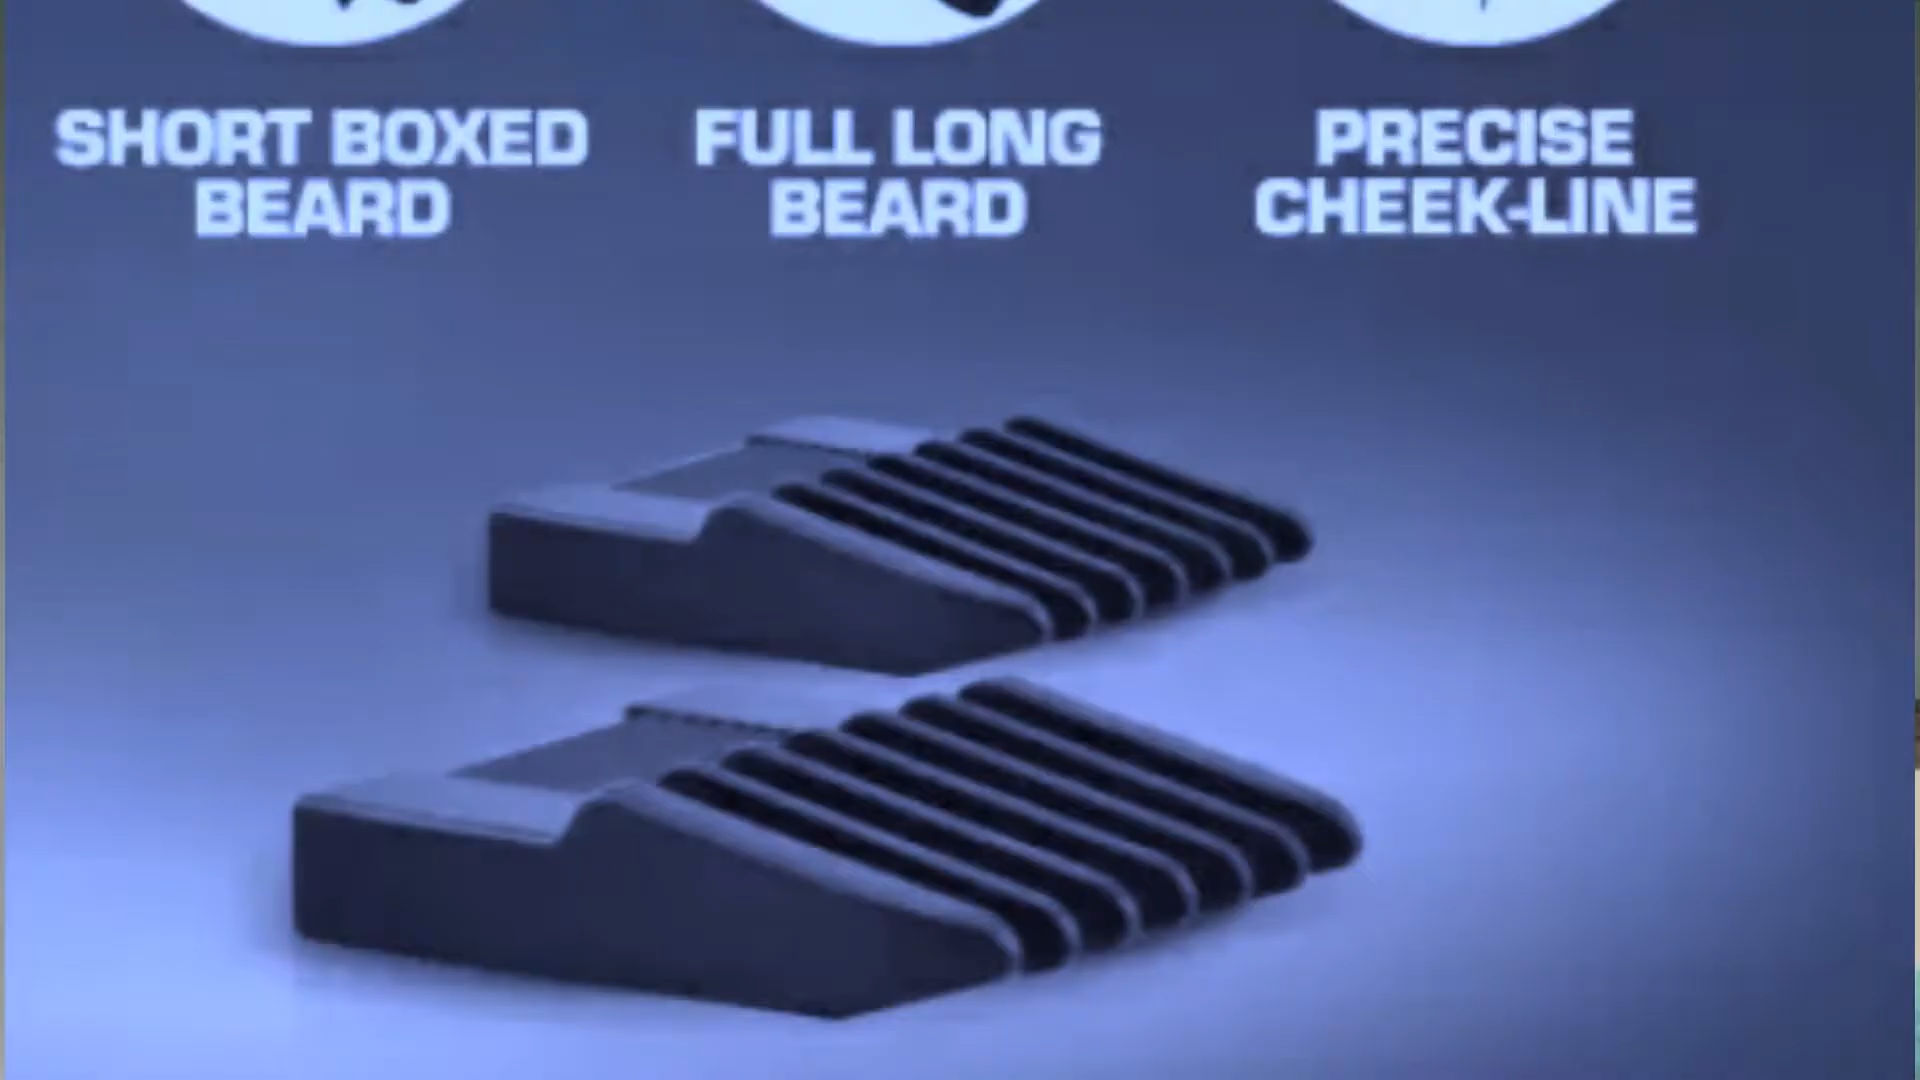 SHORT BOXED
BEARD
FULL LONG
BEARD
PRECISE
CHEEK-LINE